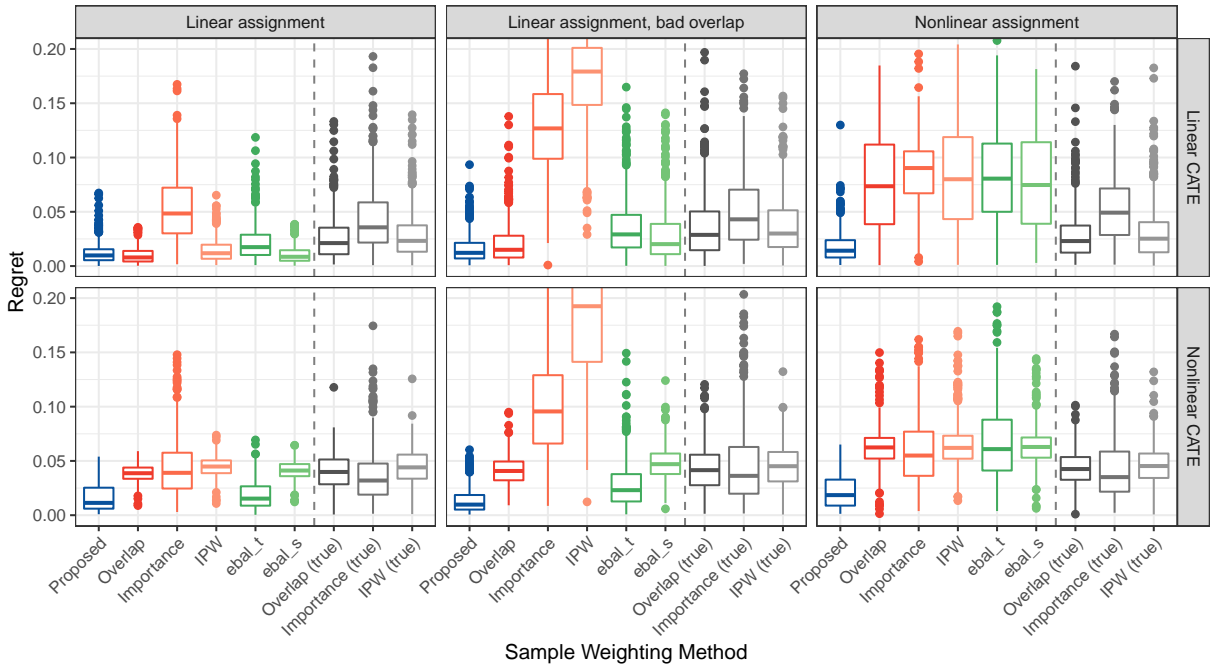 Linear assignment
Linear assignment, bad overlap
Nonlinear assignment
Regret
0.20
0.15
0.10
0.05
0.00
Linear CATE
0.20
0.15
0.10
0.05
0.00
Nonlinear CATE
Proposed
Overlap
Importance
IPW
ebal_t
ebal_s
Overlap (true)
Importance (true)
IPW (true)
Proposed
Overlap
Importance
IPW
ebal_t
ebal_s
Overlap (true)
Importance (true)
IPW (true)
Proposed
Overlap
Importance
IPW
ebal_t
ebal_s
Overlap (true)
Importance (true)
IPW (true)
Sample Weighting Method